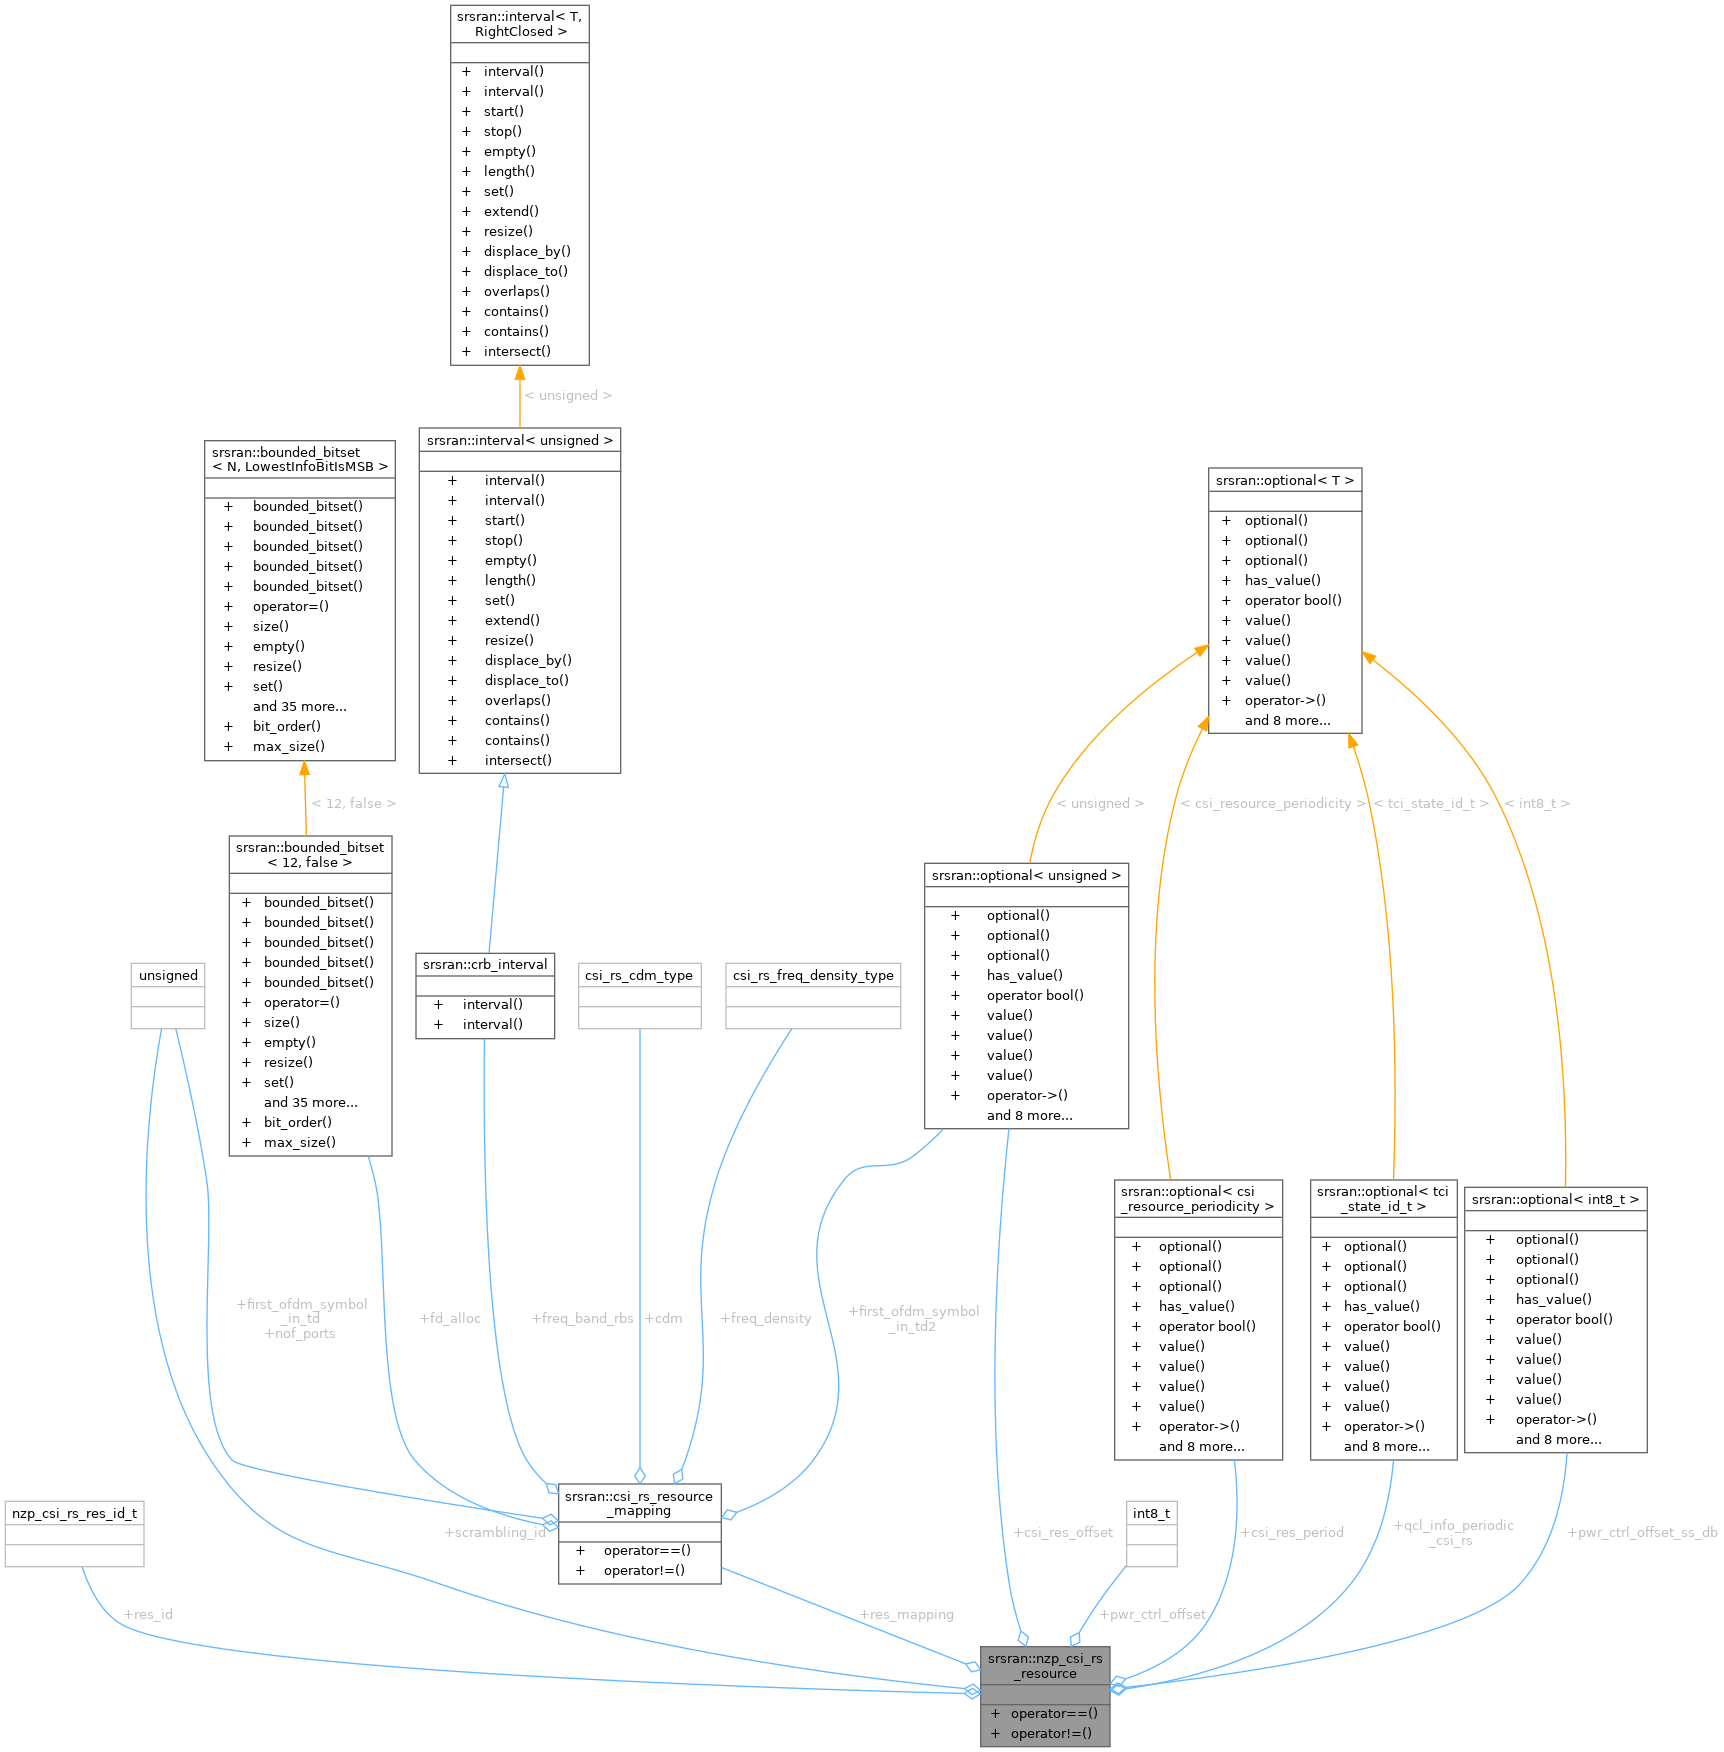 srsran::interval< T,
RightClosed >
+ interval()
+ interval()
+ start()
+ stop()
+ empty()
+ length()
+ set()
+ extend()
+ resize()
+ displace_by()
+ displace_to()
+ overlaps()
+ contains()
+ contains()
+ intersect()
< unsigned >
srsran::bounded_bitset
< N, LowestInfoBitIsMSB >
+ bounded_bitset()
+ bounded_bitset()
+ bounded_bitset()
+ bounded_bitset()
+ bounded_bitset()
+ operator=()
+ size()
+ empty()
+ resize()
+ set()
and 35 more...
+ bit_order()
+ max_size()
srsran::interval< unsigned >
+ interval()
+ interval()
+ start()
+ stop()
+ empty()
+ length()
+ set()
+ extend()
+ resize()
+ displace_by()
+ displace_to()
+ overlaps()
+ contains()
+ contains()
+ intersect()
srsran::optional< T >
+ optional()
+ optional()
+ optional()
+ has_value()
+ operator bool()
+ value()
+ value()
+ value()
+ value()
+ operator->()
and 8 more...
< 12, false >
< unsigned >
< csi_resource_periodicity >
< tci_state_id_t >
< int8_t >
srsran::bounded_bitset
< 12, false >
+ bounded_bitset()
+ bounded_bitset()
+ bounded_bitset()
+ bounded_bitset()
+ bounded_bitset()
+ operator=()
+ size()
+ empty()
+ resize()
+ set()
and 35 more...
+ bit_order()
+ max_size()
unsigned
srsran::crb_interval
+ interval()
+ interval()
csi_rs_cdm_type
csi_rs_freq_density_type
srsran::optional< unsigned >
+ optional()
+ optional()
+ optional()
+ has_value()
+ operator bool()
+ value()
+ value()
+ value()
+ value()
+ operator->()
and 8 more...
srsran::optional< csi
_resource_periodicity >
+ optional()
+ optional()
+ optional()
+ has_value()
+ operator bool()
+ value()
+ value()
+ value()
+ value()
+ operator->()
and 8 more...
srsran::optional< tci
_state_id_t >
+ optional()
+ optional()
+ optional()
+ has_value()
+ operator bool()
+ value()
+ value()
+ value()
+ value()
+ operator->()
and 8 more...
srsran::optional< int8_t >
+ optional()
+ optional()
+ optional()
+ has_value()
+ operator bool()
+ value()
+ value()
+ value()
+ value()
+ operator->()
and 8 more...
+first_ofdm_symbol
_in_td
+nof_ports
+fd_alloc
+freq_band_rbs
+cdm
+freq_density
+first_ofdm_symbol
_in_td2
nzp_csi_rs_res_id_t
srsran::csi_rs_resource
_mapping
+ operator==()
+ operator!=()
int8_t
+scrambling_id
+csi_res_offset
+csi_res_period
+qcl_info_periodic
_csi_rs
+pwr_ctrl_offset_ss_db
+res_id
+res_mapping
+pwr_ctrl_offset
srsran::nzp_csi_rs
_resource
+ operator==()
+ operator!=()